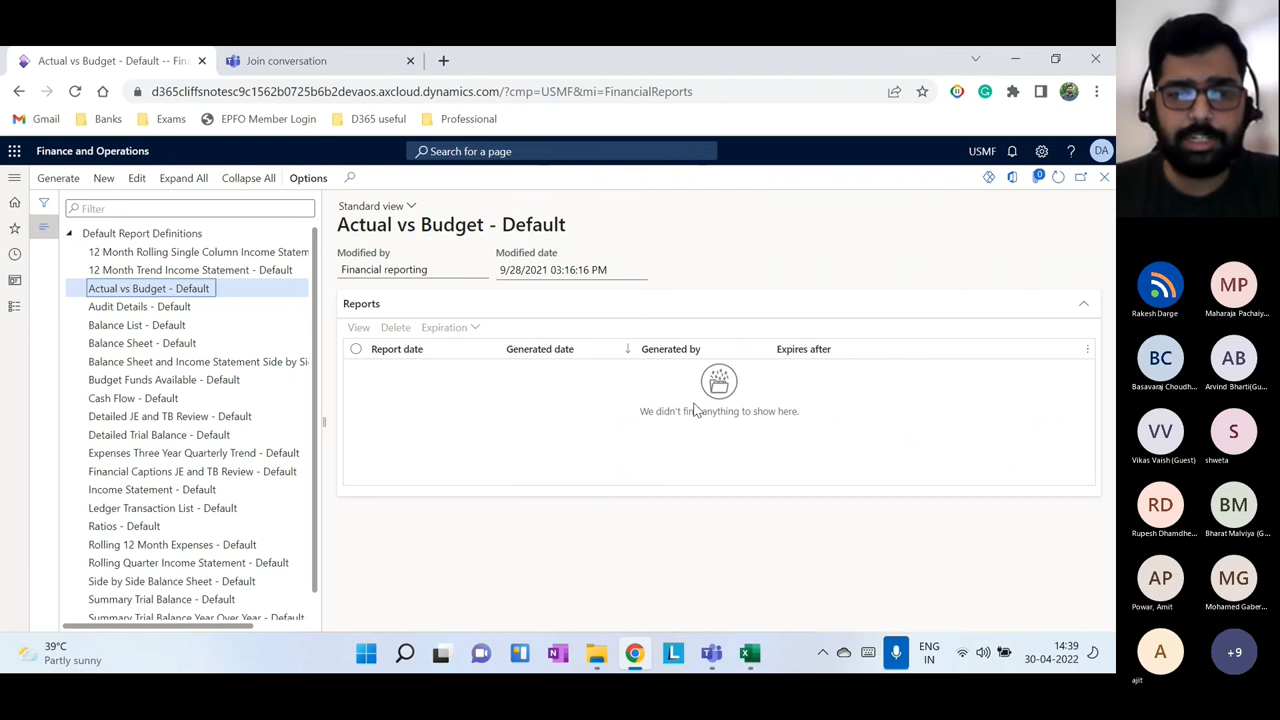 Actual vs Budget - Default -- Fin
Join conversation
d365cliffsnotesc9c1562b0725b6b2devaos.axcloud.dynamics.com/?cmp=USMF&mi=FinancialReports
Gmail
Banks
Exams
EPFO Member Login
D365 useful
Professional
Finance and Operations
Search for a page
USMF
DA
Generate
New
Edit
Expand All
Collapse All
Options
0
Filter
Default Report Definitions
12 Month Rolling Single Column Income Statem
12 Month Trend Income Statement - Default
Actual vs Budget - Default
Audit Details - Default
Balance List - Default
Balance Sheet - Default
Balance Sheet and Income Statement Side by Si
Budget Funds Available - Default
Cash Flow - Default
Detailed JE and TB Review - Default
Detailed Trial Balance - Default
Expenses Three Year Quarterly Trend - Default
Financial Captions JE and TB Review - Default
Income Statement - Default
Ledger Transaction List - Default
Ratios - Default
Rolling 12 Month Expenses - Default
Rolling Quarter Income Statement - Default
Side by Side Balance Sheet - Default
Summary Trial Balance - Default
Summary Trial Balance Year Over Year - Default
Standard view
Actual vs Budget - Default
Modified by
Modified date
Financial reporting
9/28/2021 03:16:16 PM
Reports
View
Delete
Expiration
Report date
Generated date
Generated by
Expires after
We didn't find anything to show here.
Rakesh Darge
MP
Maharaja Pachaiy...
BC
Basavaraj Choudh...
AB
Arvind Bharti(Gu...
VV
Vikas Vaish (Guest)
S
shweta
RD
Rupesh Dhamdhe...
BM
Bharat Malviya (G...
AP
Powar, Amit
MG
Mohamed Gaber...
A
ajit
+9
39°C
Partly sunny
ENG
IN
14:39
30-04-2022